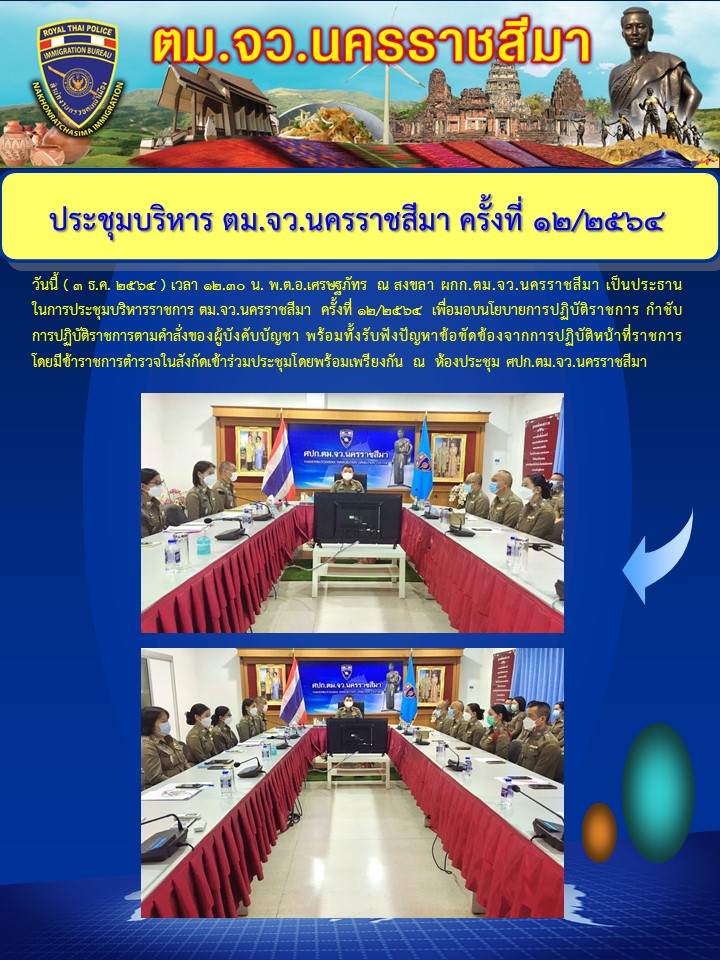 ROYAL THAI POLICE
IMMIGRATION BUREAU
NAKHONRATCHASIMA IMMIGRATION
ตม.จว.นครราชสีมา
ประชุมบริหาร ตม.จว.นครราชสีมา ครั้งที่ ๑๒/๒๕๖๔
วันนี้ ( ๓ ธ.ค. ๒๕๖๔ ) เวลา ๑๒.๓๐ น. พ.ต.อ.เศรษฐภัทร ณ สงขลา ผกก.ตม.จว.นครราชสีมา เป็นประธาน
ในการประชุมบริหารราชการ ตม.จว.นครราชสีมา ครั้งที่ ๑๒/๒๕๖๔ เพื่อมอบนโยบายการปฏิบัติราชการ กำชับ
การปฏิบัติราชการตามคำสั่งของผู้บังคับบัญชา พร้อมทั้งรับฟังปัญหาข้อขัดข้องจากการปฏิบัติหน้าที่ราชการ
โดยมีข้าราชการตำรวจในสังกัดเข้าร่วมประชุมโดยพร้อมเพรียงกัน ณ ห้องประชุม ศปก.ตม.จว.นครราชสีมา
ศปก.ตม.จว.นครราชสีมา
ศปก.ตม.จว.นครราชสีมา